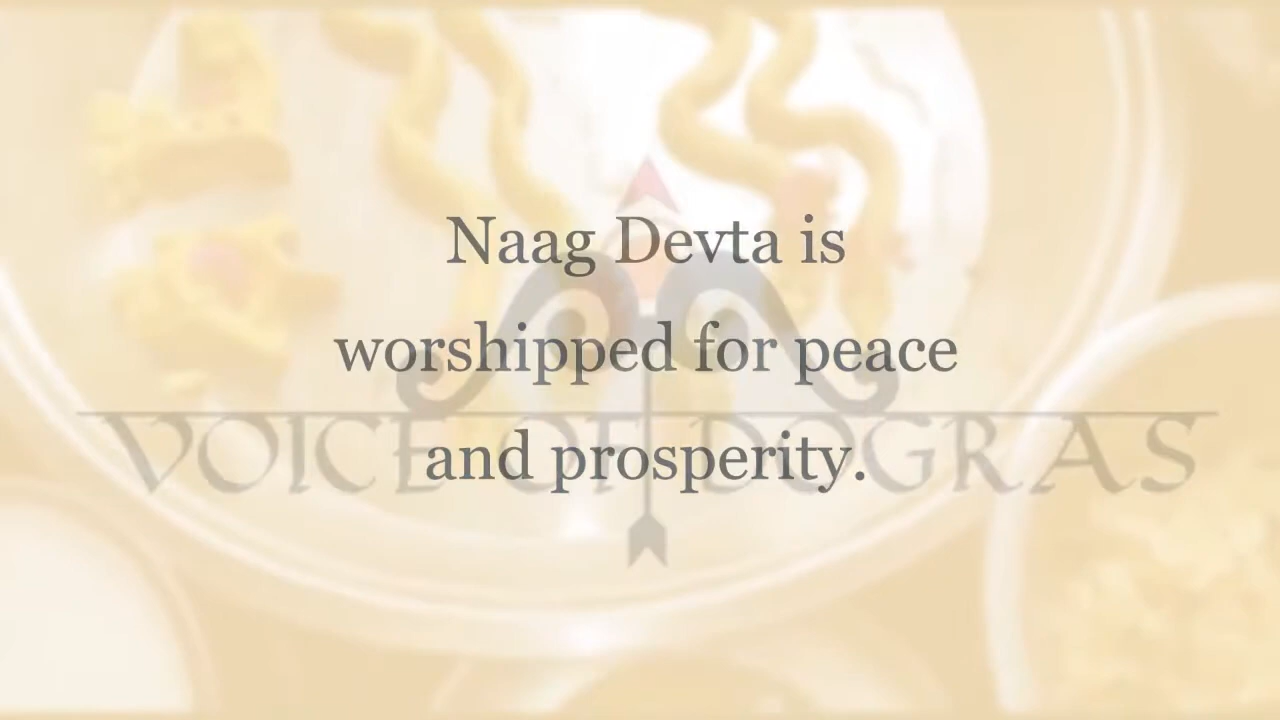 Naag Devta is
worshipped for peace
VOICE OF DOGRAS
and prosperity.